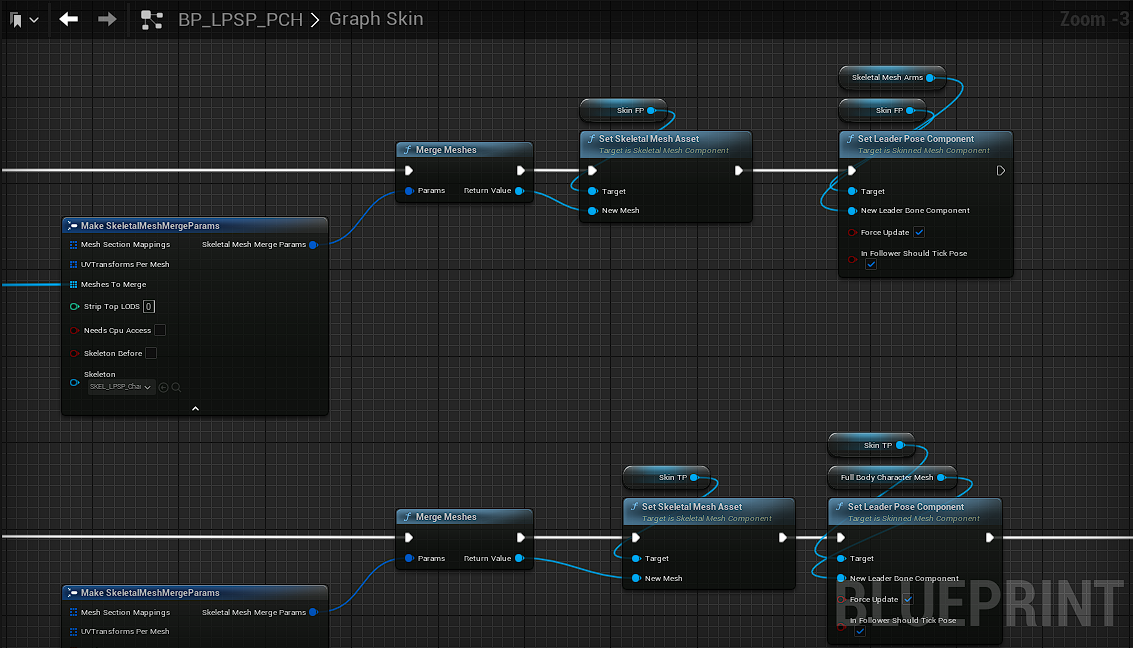 BP_LPSP_PCH > Graph Skin
Zoom -3
Skeletal Mesh Arms
Skin FP
Skin FP
Merge Meshes
Params
Return Value
Set Skeletal Mesh Asset
Target is Skeletal Mesh Component
Target
New Mesh
Set Leader Pose Component
Target is Skinned Mesh Component
Target
New Leader Bone Component
Force Update
In Follower Should Tick Pose
Make SkeletalMeshMergeParams
Mesh Section Mappings
Skeletal Mesh Merge Params
UVTransforms Per Mesh
Meshes To Merge
Strip Top LODS 0
Needs Cpu Access
Skeleton Before
Skeleton
SKEL_LPSP_Cha
Skin TP
Skin TP
Full Body Character Mesh
Merge Meshes
Params
Return Value
Set Skeletal Mesh Asset
Target is Skeletal Mesh Component
Target
New Mesh
Set Leader Pose Component
Target is Skinned Mesh Component
Target
New Leader Bone Component
Force Update
In Follower Should Tick Pose
Make SkeletalMeshMergeParams
Mesh Section Mappings
Skeletal Mesh Merge Params
UVTransforms Per Mesh
BLUEPRINT